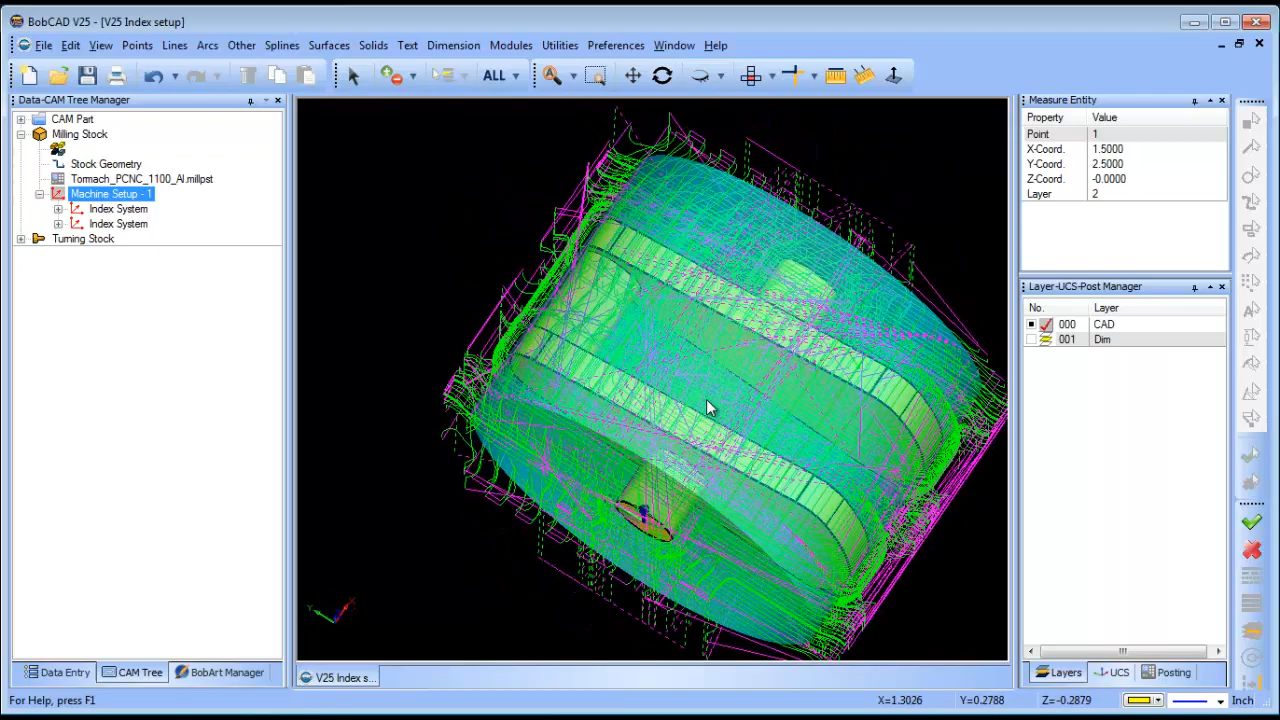 BobCAD V25 - [V25 Index setup]
File Edit View Points Lines Arcs Other Splines Surfaces Solids Text Dimension Modules Utilities Preferences Window Help
ALL
Data-CAM Tree Manager
CAM Part
Milling Stock
Stock Geometry
Tormach_PCNC_1100_Al.millpst
Machine Setup - 1
Index System
Index System
Turning Stock
Data Entry CAM Tree BobArt Manager
Y X
V25 Index s...
Measure Entity
Property Value
Point 1
X-Coord. 1.5000
Y-Coord. 2.5000
Z-Coord. -0.0000
Layer 2
Layer-UCS-Post Manager
No. Layer
000 CAD
001 Dim
Layers UCS Posting
For Help, press F1 X=1.3026 Y=0.2788 Z=-0.2879 Inch